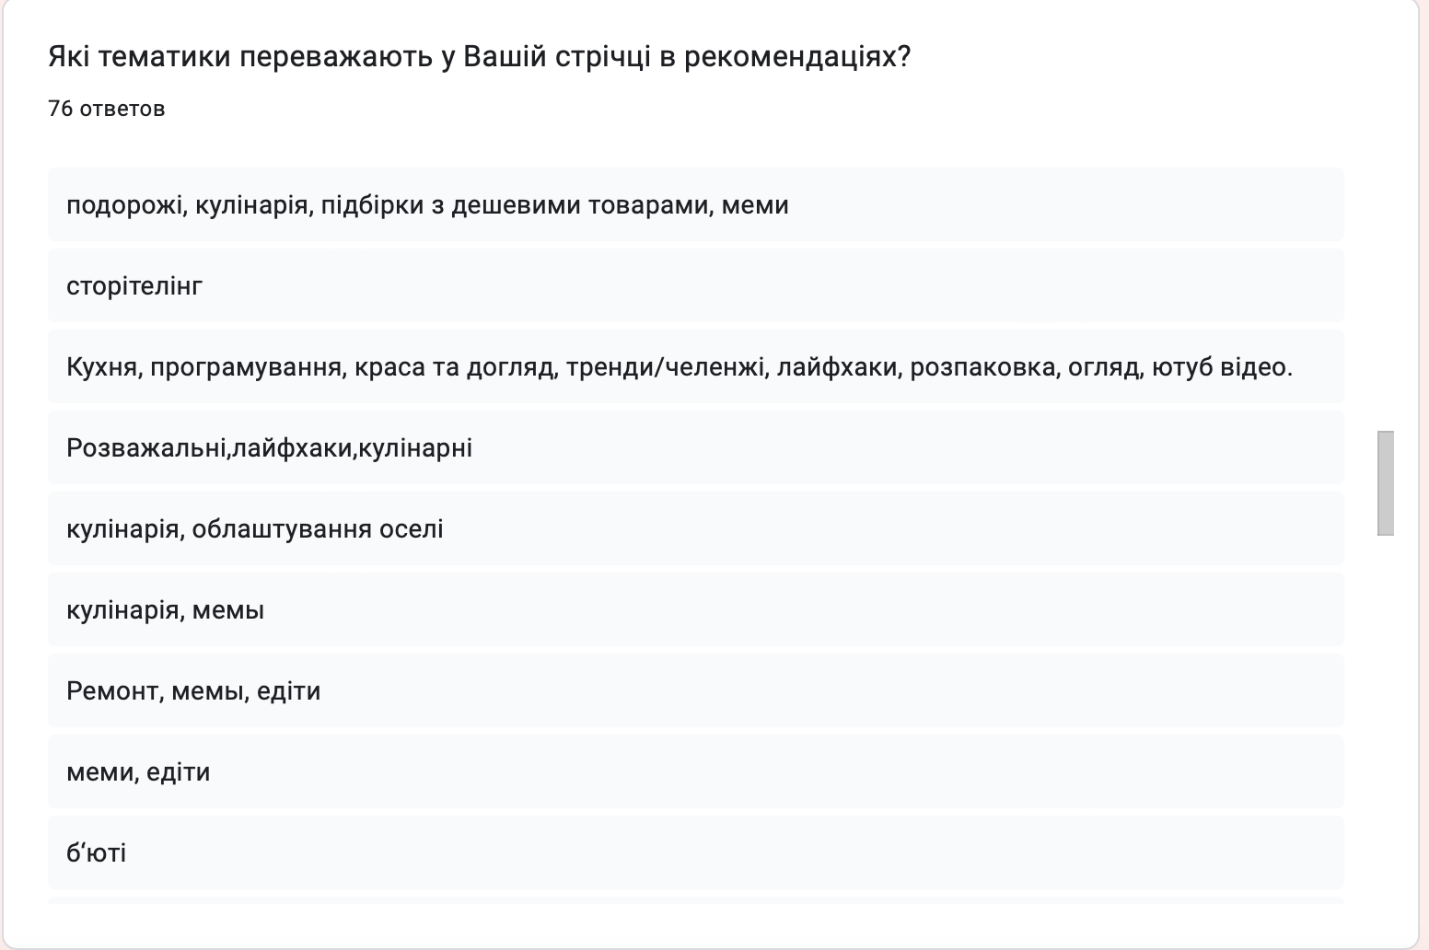 Які тематики переважають у Вашій стрічці в рекомендаціях?
76 ответов
подорожі, кулінарія, підбірки з дешевими товарами, меми
сторітелінг
Кухня, програмування, краса та догляд, тренди/челенжі, лайфхаки, розпаковка, огляд, ютуб відео.
Розважальні,лайфхаки,кулінарні
кулінарія, облаштування оселі
кулінарія, мемы
Ремонт, мемы, едіти
меми, едіти
б‘юті